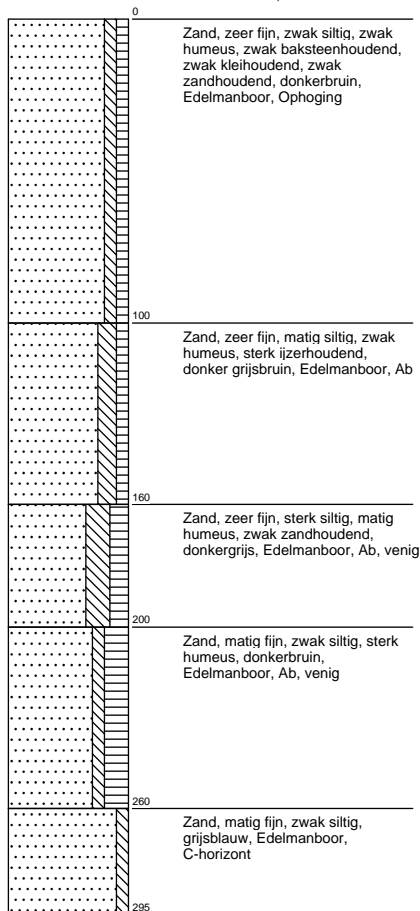 0
Zand, zeer fijn, zwak siltig, zwak
humeus, zwak baksteenhoudend,
zwak kleihoudend, zwak
zandhoudend, donkerbruin,
Edelmanboor, Ophoging
100
Zand, zeer fijn, matig siltig, zwak
humeus, sterk ijzerhoudend,
donker grijsbruin, Edelmanboor, Ab
160
Zand, zeer fijn, sterk siltig, matig
humeus, zwak zandhoudend,
donkergrijs, Edelmanboor, Ab, venig
200
Zand, matig fijn, zwak siltig, sterk
humeus, donkerbruin,
Edelmanboor, Ab, venig
260
Zand, matig fijn, zwak siltig,
grijsblauw, Edelmanboor,
C-horizont
295